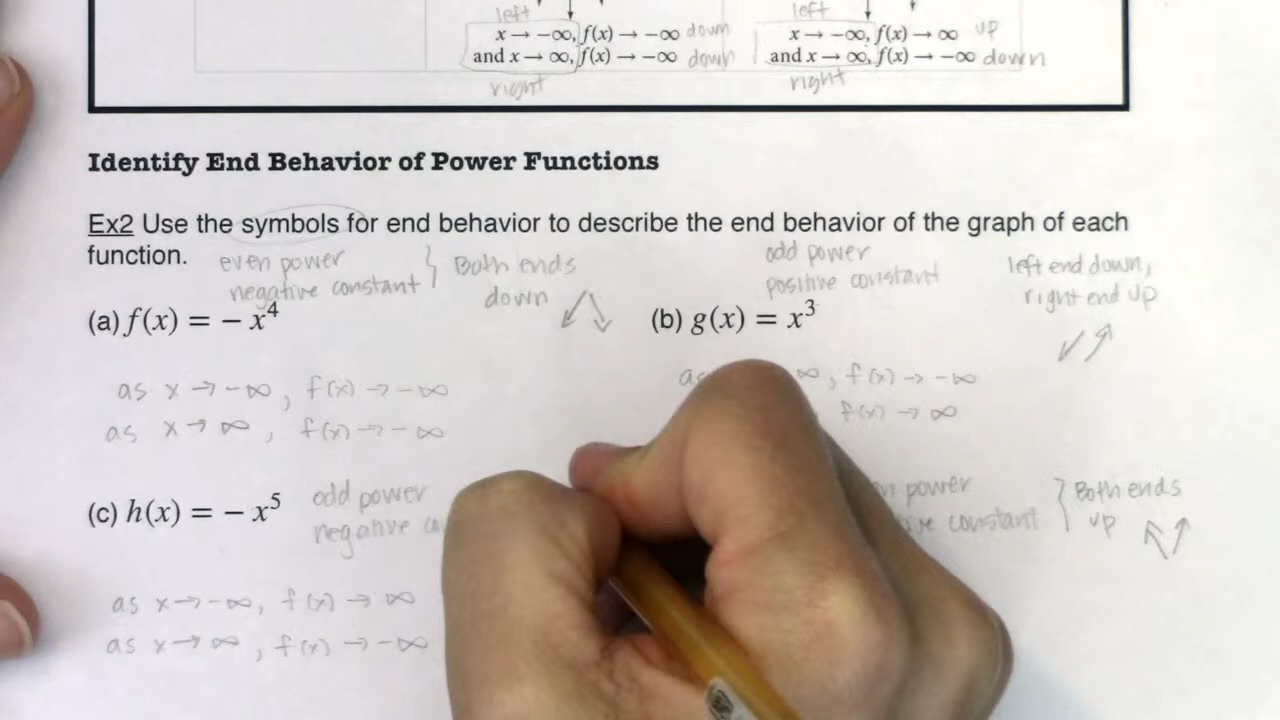 left
left
x → −∞, f(x) → −∞ down
x → −∞, f(x) → ∞ up
and x → ∞, f(x) → −∞ down
and x → ∞, f(x) → −∞ down
right
right
Identify End Behavior of Power Functions
Ex2 Use the symbols for end behavior to describe the end behavior of the graph of each
function.
even power
negative constant
Both ends
down
(a) f(x) = − x⁴
as x → −∞, f(x) → −∞
as x → ∞, f(x) → −∞
odd power
positive constant
left end down,
right end up
(b) g(x) = x³
∞, f(x) → −∞
f(x) → ∞
(c) h(x) = − x⁵
odd power
negative
as x → −∞, f(x) → ∞
as x → ∞, f(x) → −∞
power
constant
Both ends
up